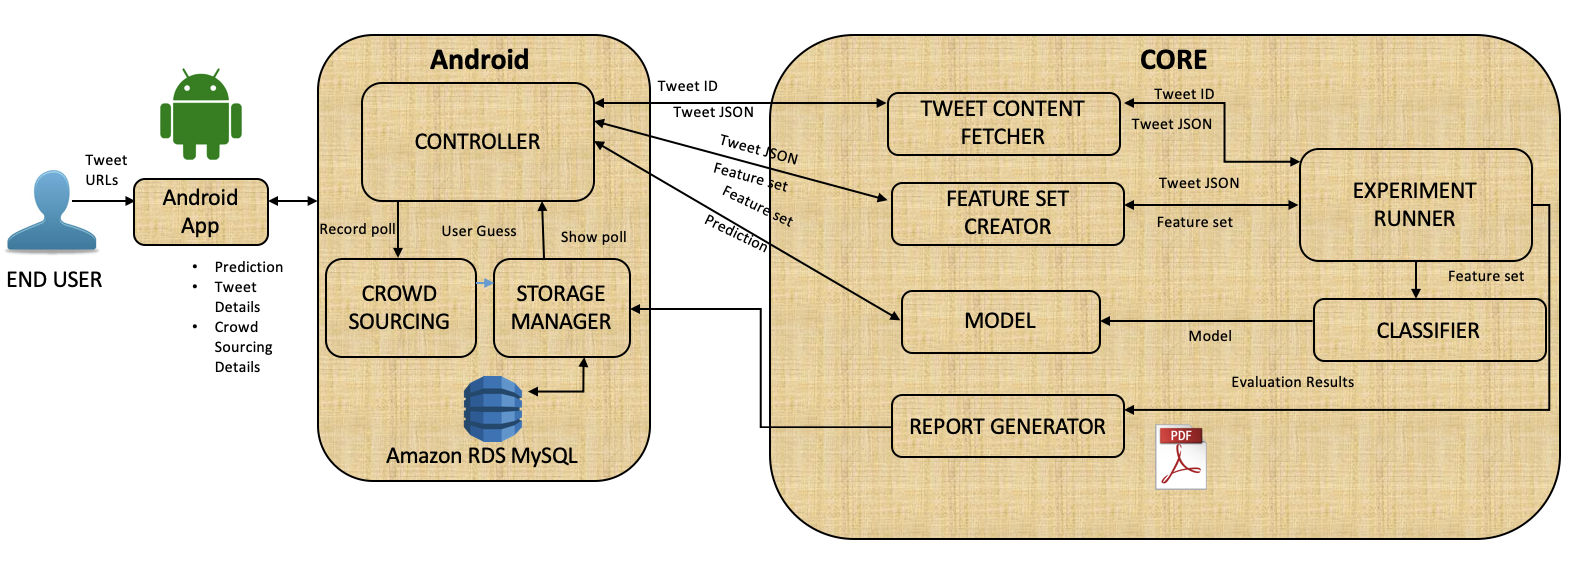 Android
CORE
CONTROLLER
Tweet ID
Tweet JSON
TWEET CONTENT
FETCHER
Tweet ID
Tweet JSON
Tweet
URLs
Android
App
END USER
• Prediction
• Tweet
Details
• Crowd
Sourcing
Details
Tweet JSON
Feature set
Feature set
Prediction
FEATURE SET
CREATOR
Tweet JSON
Feature set
EXPERIMENT
RUNNER
Record poll
User Guess
Show poll
CROWD
SOURCING
STORAGE
MANAGER
Feature set
MODEL
Model
CLASSIFIER
Evaluation Results
REPORT GENERATOR
PDF
Amazon RDS MySQL